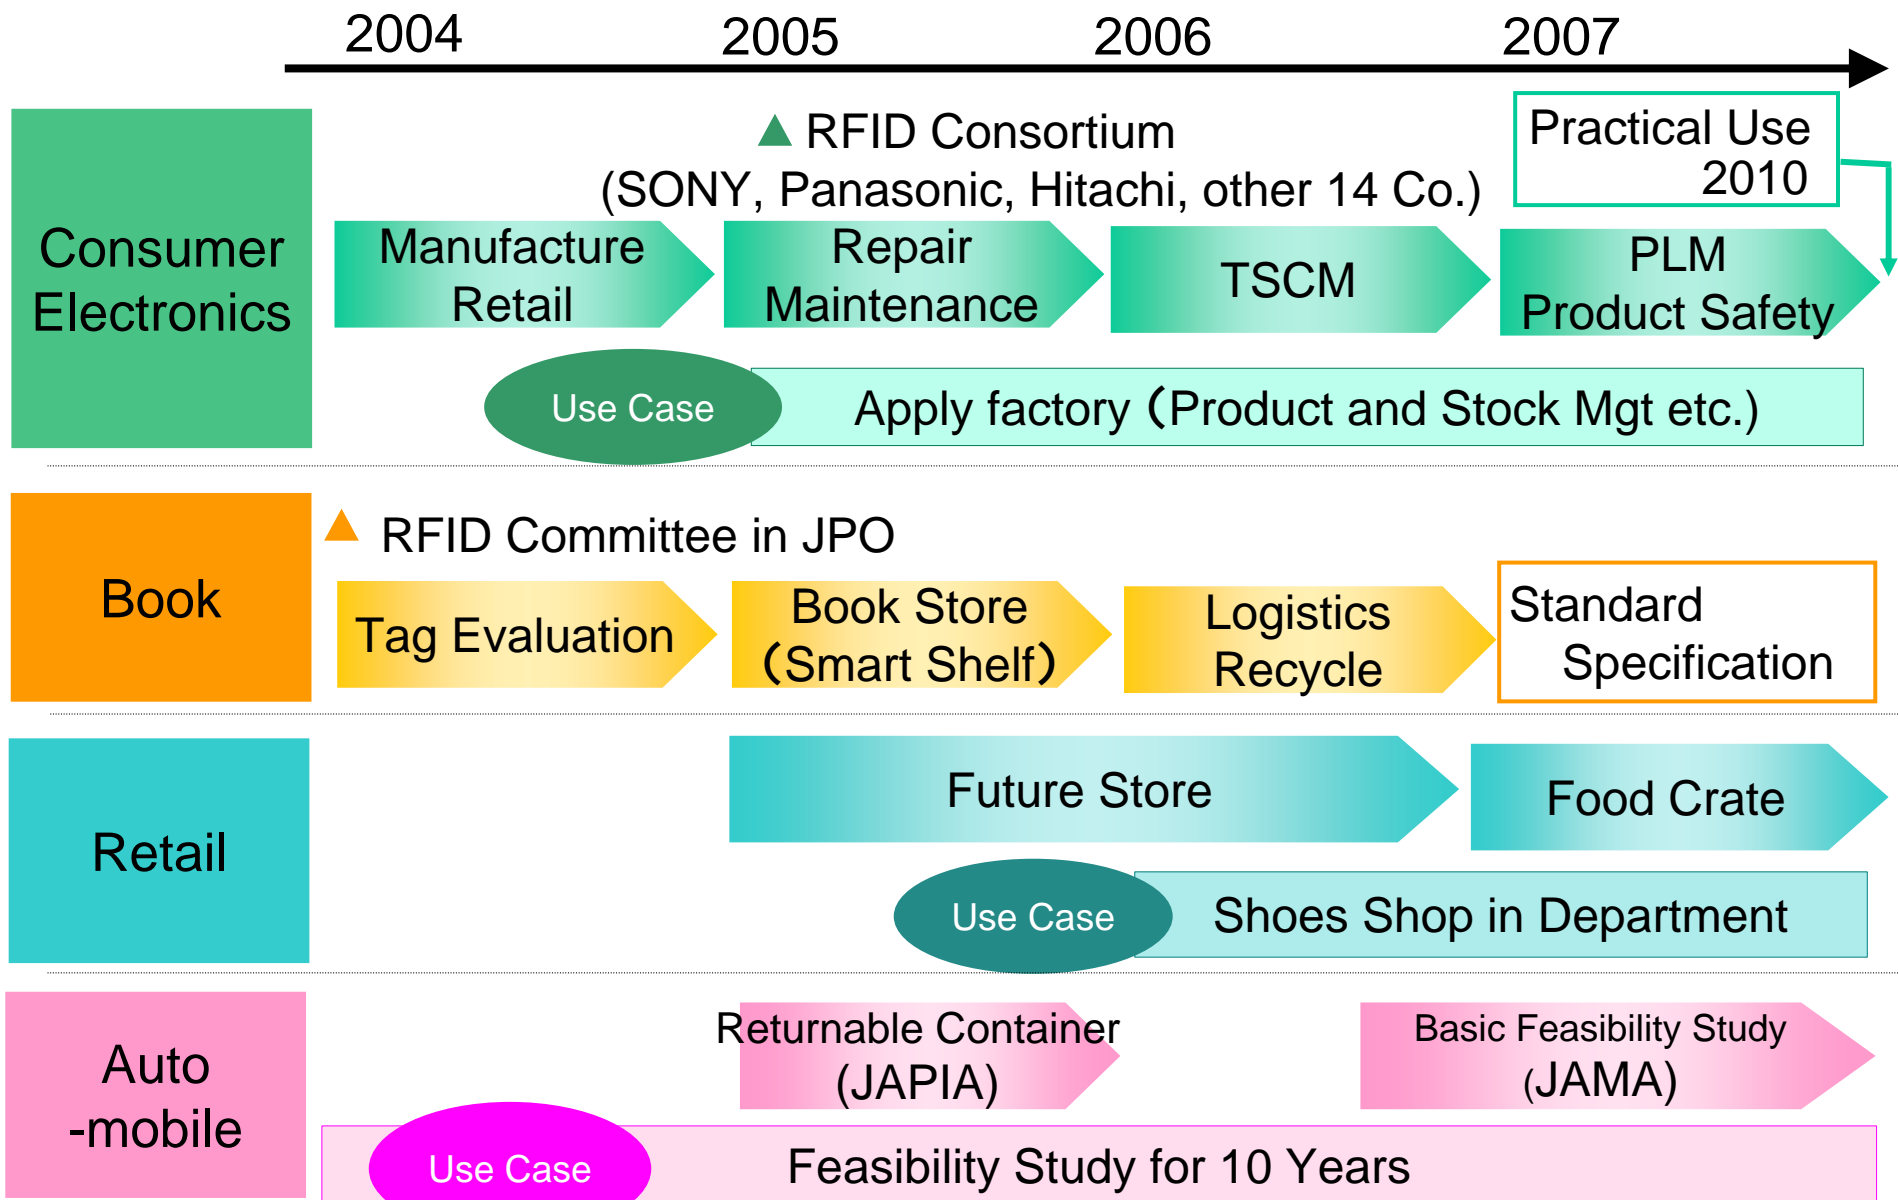 2004 2005 2006 2007
Consumer
Electronics
▲ RFID Consortium
(SONY, Panasonic, Hitachi, other 14 Co.)
Practical Use
2010
Manufacture
Retail
Repair
Maintenance
TSCM
PLM
Product Safety
Use Case
Apply factory (Product and Stock Mgt etc.)
Book
▲ RFID Committee in JPO
Tag Evaluation
Book Store
(Smart Shelf)
Logistics
Recycle
Standard
Specification
Retail
Future Store
Food Crate
Use Case
Shoes Shop in Department
Auto
-mobile
Returnable Container
(JAPIA)
Basic Feasibility Study
(JAMA)
Use Case
Feasibility Study for 10 Years